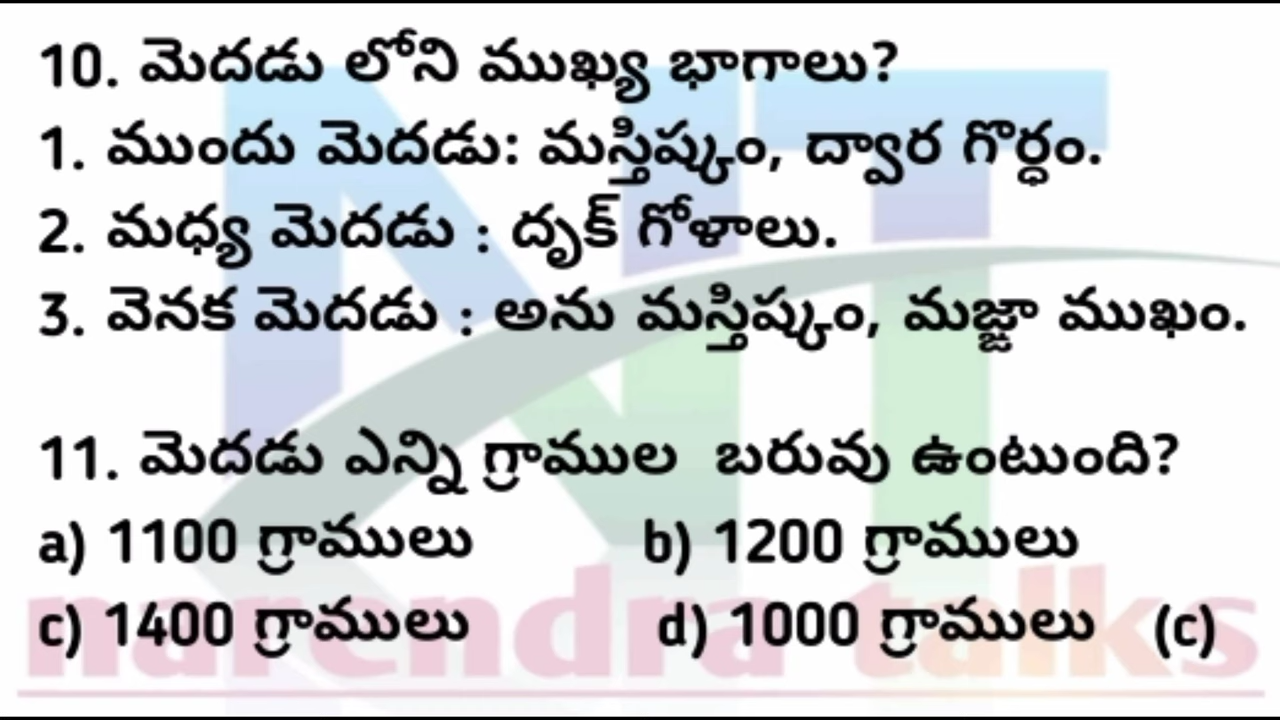 10. మెదడు లోని ముఖ్య భాగాలు?
1. ముందు మెదడు: మస్తిష్కం, ద్వార గొర్ధం.
2. మధ్య మెదడు : దృక్ గోళాలు.
3. వెనక మెదడు : అను మస్తిష్కం, మజ్జా ముఖం.
11. మెదడు ఎన్ని గ్రాముల బరువు ఉంటుంది?
a) 1100 గ్రాములు b) 1200 గ్రాములు
c) 1400 గ్రాములు d) 1000 గ్రాములు (c)
NT
narendra talks